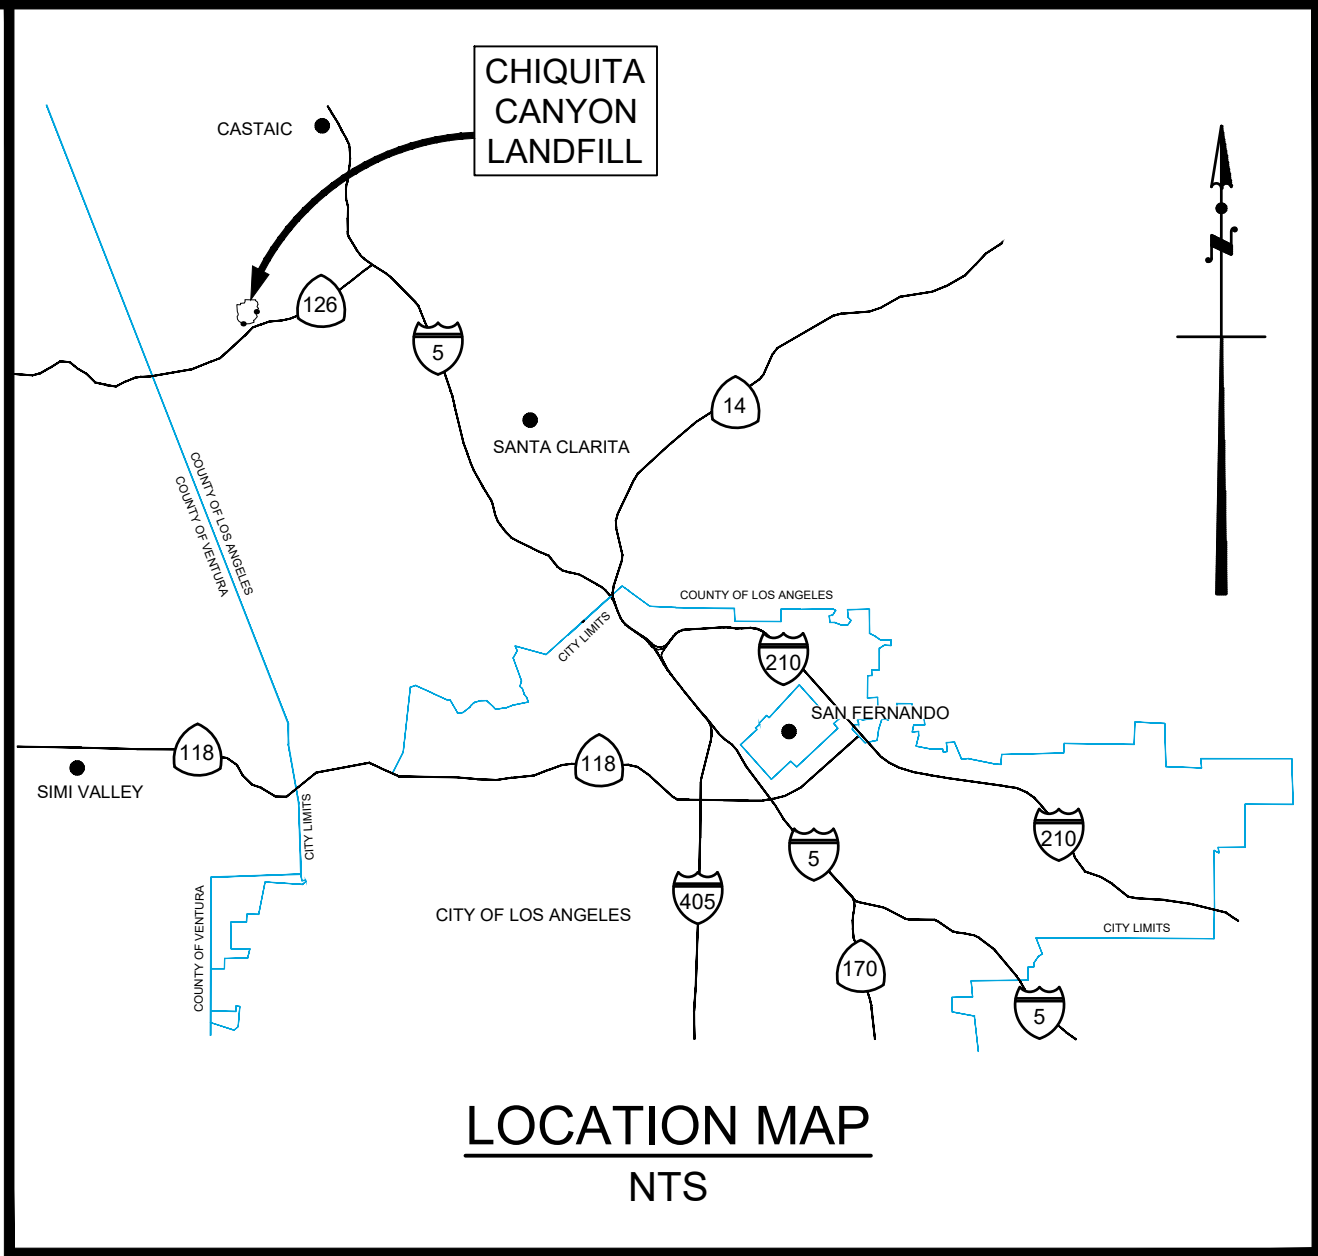 CHIQUITA
CANYON
LANDFILL
CASTAIC
N
126
5
14
SANTA CLARITA
COUNTY OF LOS ANGELES
COUNTY OF VENTURA
COUNTY OF LOS ANGELES
CITY LIMITS
210
SAN FERNANDO
118
118
SIMI VALLEY
CITY LIMITS
210
5
405
COUNTY OF VENTURA
CITY OF LOS ANGELES
CITY LIMITS
170
5
LOCATION MAP
NTS